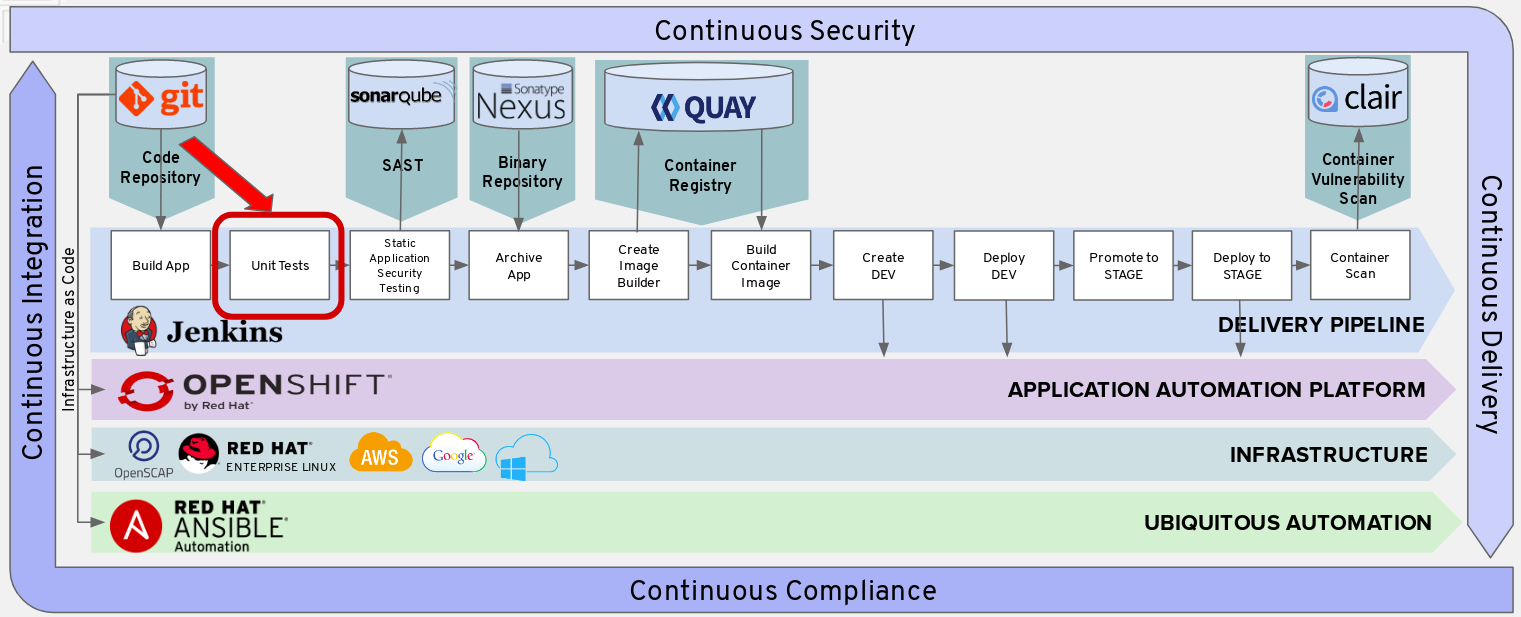 Continuous Security
git
sonarqube
Sonatype
Nexus
QUAY
clair
Code
Repository
SAST
Binary
Repository
Container
Registry
Container
Vulnerability
Scan
Continuous Integration
Infrastructure as Code
Build App
Unit Tests
Static
Application
Security
Testing
Archive
App
Create
Image
Builder
Build
Container
Image
Create
DEV
Deploy
DEV
Promote to
STAGE
Deploy to
STAGE
Container
Scan
Continuous Delivery
Jenkins
DELIVERY PIPELINE
OPENSHIFT
by Red Hat
APPLICATION AUTOMATION PLATFORM
OpenSCAP
RED HAT
ENTERPRISE LINUX
AWS
Google
INFRASTRUCTURE
RED HAT
ANSIBLE
Automation
UBIQUITOUS AUTOMATION
Continuous Compliance